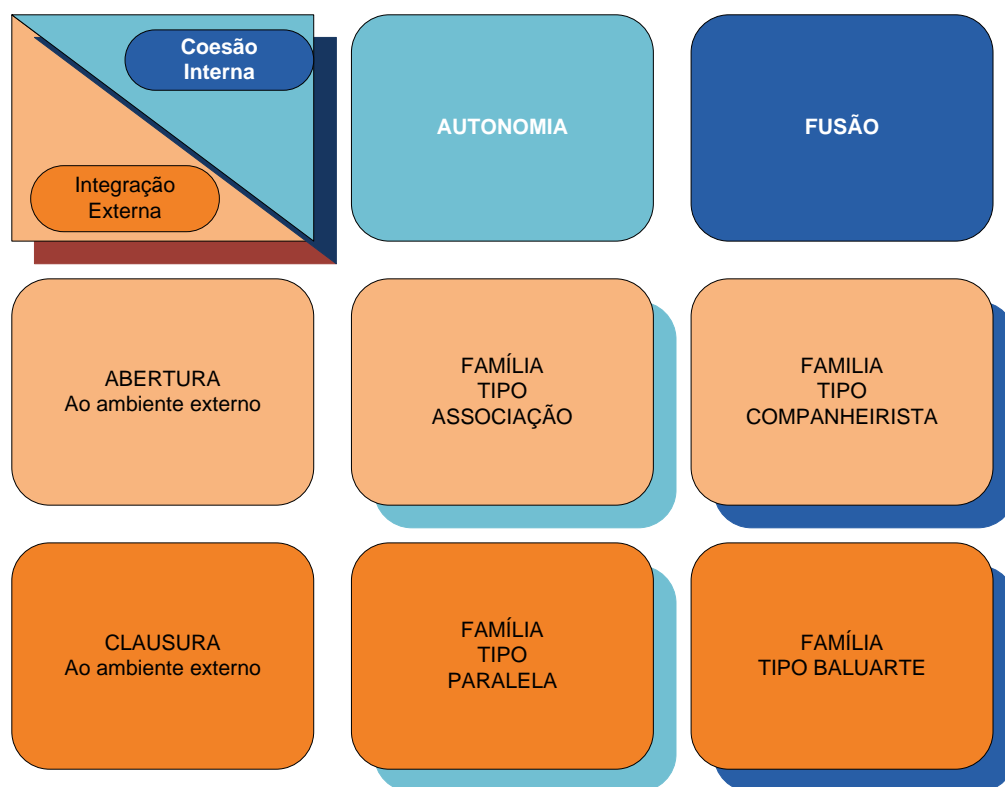 Coesão
Interna
Integração
Externa
AUTONOMIA
FUSÃO
ABERTURA
Ao ambiente externo
FAMÍLIA
TIPO
ASSOCIAÇÃO
FAMILIA
TIPO
COMPANHEIRISTA
CLAUSURA
Ao ambiente externo
FAMÍLIA
TIPO
PARALELA
FAMÍLIA
TIPO BALUARTE